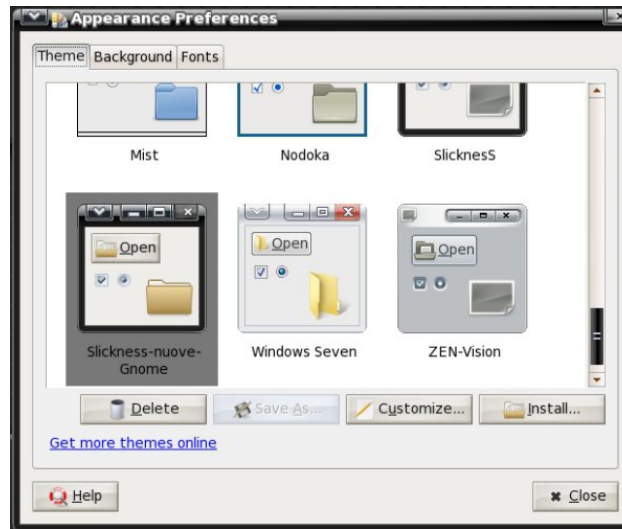 Appearance Preferences
Theme Background Fonts
Mist Nodoka SlicknesS
Open Open Open
Slickness-nuove-
Gnome
Windows Seven ZEN-Vision
Delete Save As... Customize... Install...
Get more themes online
Help Close